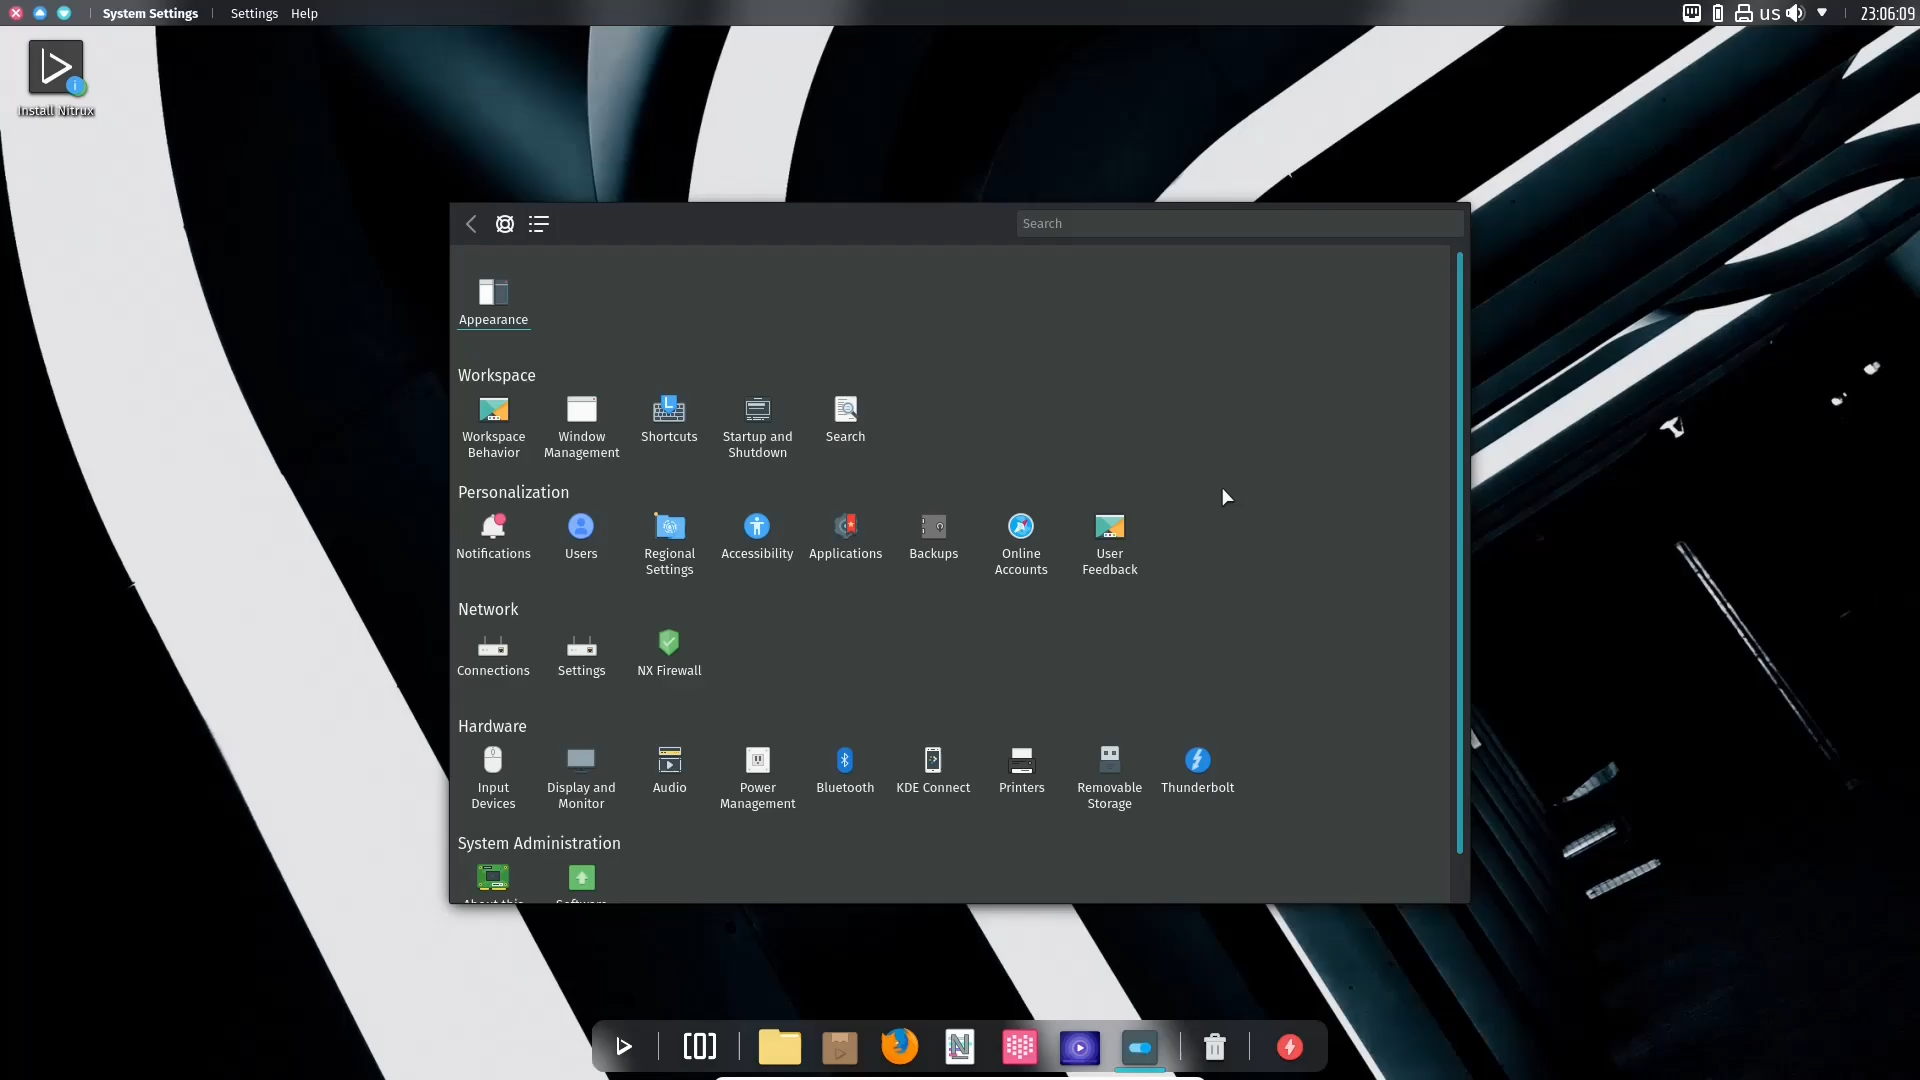 System Settings
Settings
Help
us
23:06:09
Install Nitrux
Search
Appearance
Workspace
Workspace
Behavior
Window
Management
Shortcuts
Startup and
Shutdown
Search
Personalization
Notifications
Users
Regional
Settings
Accessibility
Applications
Backups
Online
Accounts
User
Feedback
Network
Connections
Settings
NX Firewall
Hardware
Input
Devices
Display and
Monitor
Audio
Power
Management
Bluetooth
KDE Connect
Printers
Removable
Storage
Thunderbolt
System Administration
About this
Software